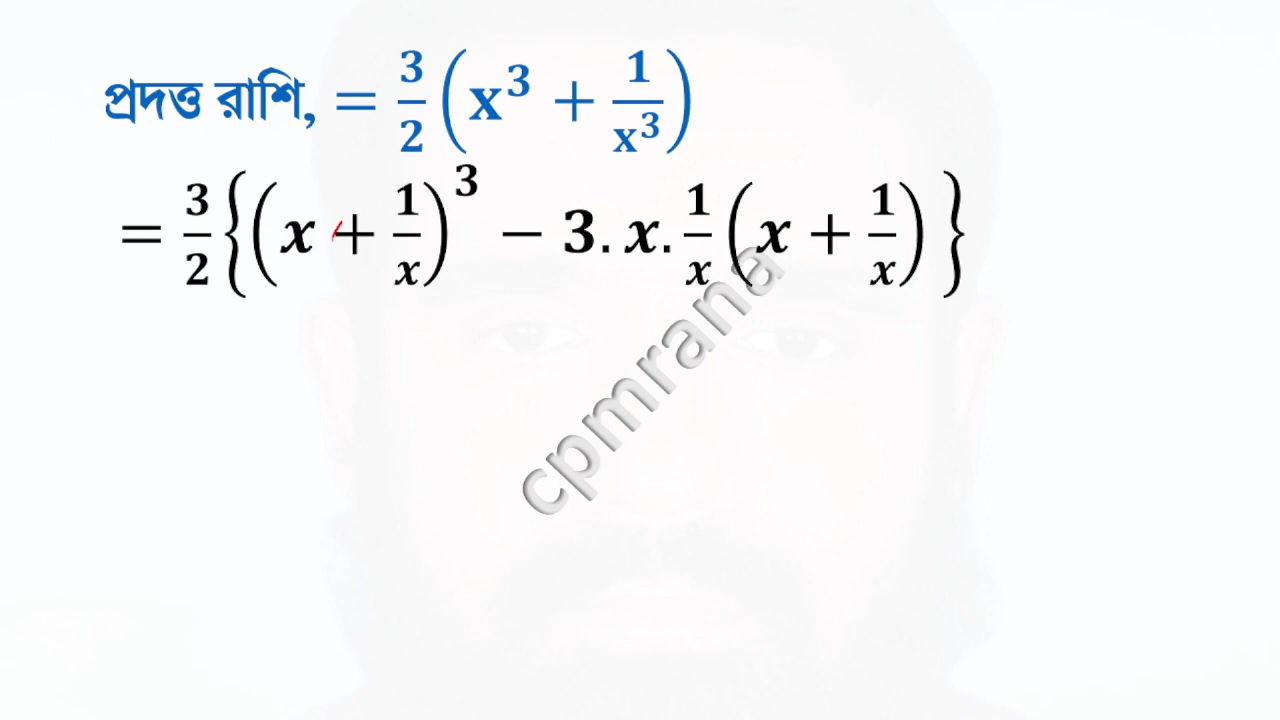 প্রদত্ত রাশি, = 3/2 (x³ + 1/x³)
= 3/2 {(x + 1/x)³ − 3. x. 1/x (x + 1/x)}
cpmrana